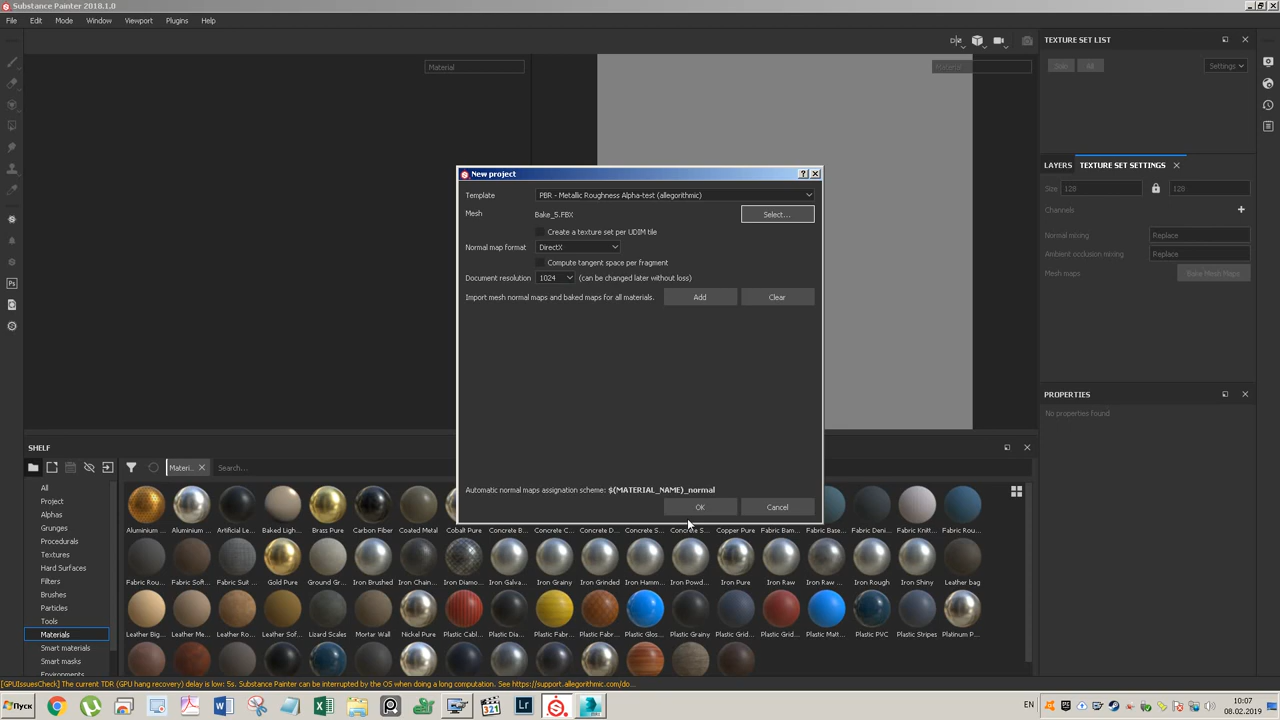 Substance Painter 2018.1.0
File Edit Mode Window Viewport Plugins Help
Material
Material
TEXTURE SET LIST
Solo All Settings
LAYERS TEXTURE SET SETTINGS
Size 128 128
Channels
Normal mixing Replace
Ambient occlusion mixing Replace
Mesh maps Bake Mesh Maps
PROPERTIES
No properties found
New project
Template PBR - Metallic Roughness Alpha-test (allegorithmic)
Mesh Bake_5.FBX Select...
Create a texture set per UDIM tile
Normal map format DirectX
Compute tangent space per fragment
Document resolution 1024 (can be changed later without loss)
Import mesh normal maps and baked maps for all materials. Add Clear
Automatic normal maps assignation scheme: $(MATERIAL_NAME)_normal
OK Cancel
SHELF
Materi... Search...
All
Project
Alphas
Grunges
Procedurals
Textures
Hard Surfaces
Filters
Brushes
Particles
Tools
Materials
Smart materials
Smart masks
Environments
Aluminium ... Aluminium ... Artificial Le... Baked Ligh... Brass Pure Carbon Fiber Coated Metal Cobalt Pure Concrete B... Concrete C... Concrete D... Concrete S... Concrete S... Copper Pure Fabric Bam... Fabric Base... Fabric Deni... Fabric Knitt... Fabric Rou...
Fabric Rou... Fabric Soft... Fabric Suit ... Gold Pure Ground Gr... Iron Brushed Iron Chain... Iron Diamo... Iron Galva... Iron Grainy Iron Grinded Iron Hamm... Iron Powd... Iron Pure Iron Raw Iron Raw ... Iron Rough Iron Shiny Leather bag
Leather Big... Leather Me... Leather Ro... Leather Sof... Lizard Scales Mortar Wall Nickel Pure Plastic Cabl... Plastic Dia... Plastic Fabr... Plastic Fabr... Plastic Glos... Plastic Grainy Plastic Grid... Plastic Grid... Plastic Matt... Plastic PVC Plastic Stripes Platinum P...
[GPUIssuesCheck] The current TDR (GPU hang recovery) delay is low: 5s. Substance Painter can be interrupted by the OS when doing a long computation. See https://support.allegorithmic.com/do...
Пуск
EN
10:07
08.02.2019